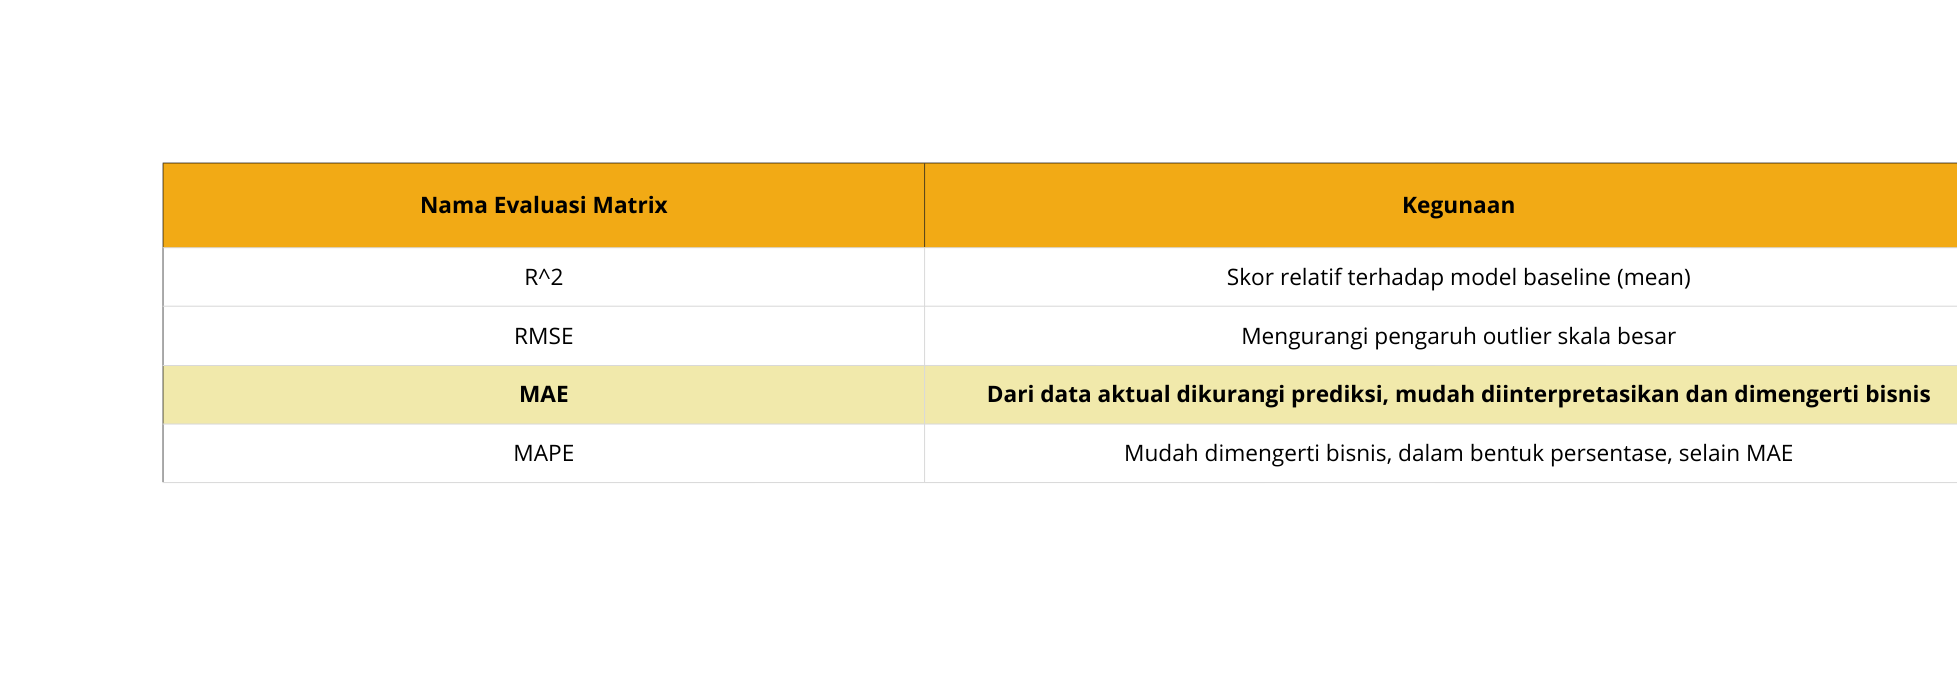 Nama Evaluasi Matrix Kegunaan
R^2 Skor relatif terhadap model baseline (mean)
RMSE Mengurangi pengaruh outlier skala besar
MAE Dari data aktual dikurangi prediksi, mudah diinterpretasikan dan dimengerti bisnis
MAPE Mudah dimengerti bisnis, dalam bentuk persentase, selain MAE